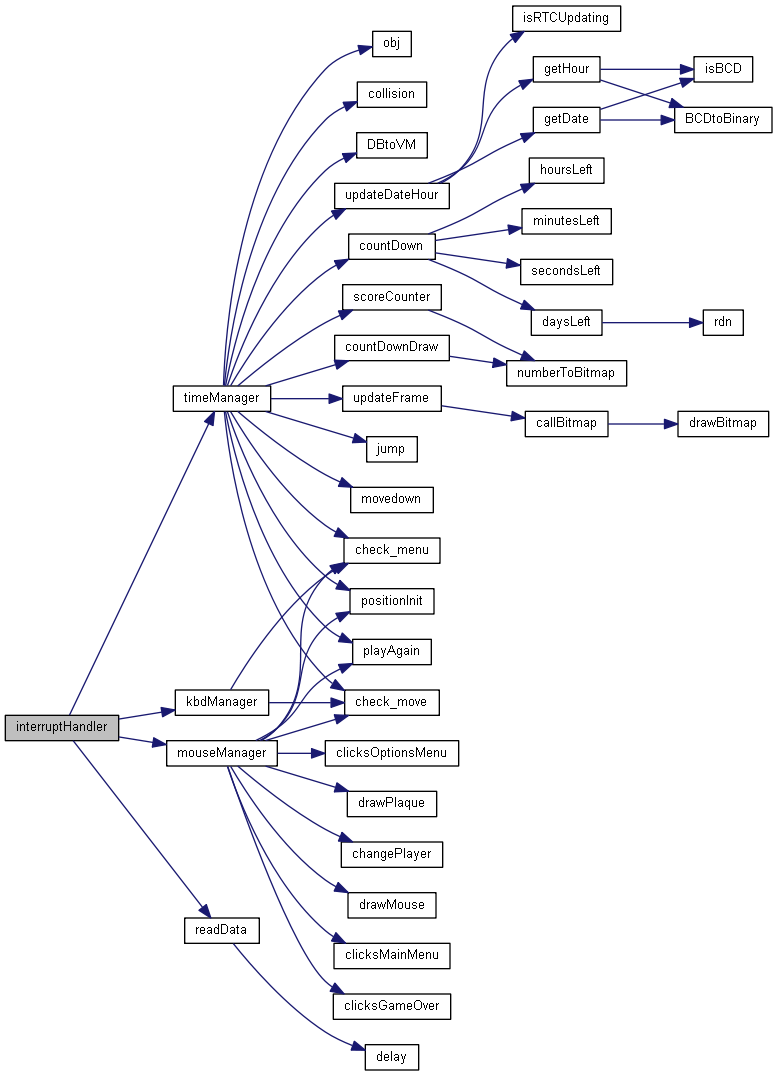 isRTCUpdating
obj
getHour
isBCD
collision
getDate
BCDtoBinary
DBtoVM
hoursLeft
updateDateHour
minutesLeft
countDown
secondsLeft
scoreCounter
daysLeft
rdn
countDownDraw
numberToBitmap
timeManager
updateFrame
callBitmap
drawBitmap
jump
movedown
check_menu
positionInit
playAgain
kbdManager
check_move
interruptHandler
mouseManager
clicksOptionsMenu
drawPlaque
changePlayer
drawMouse
readData
clicksMainMenu
clicksGameOver
delay